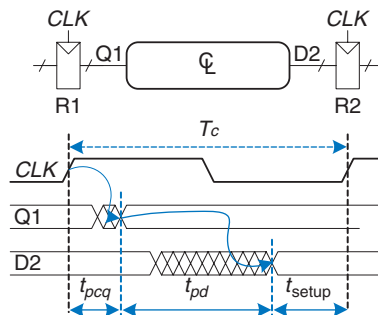 CLK CLK
Q1 CL D2
R1 R2
Tc
CLK
Q1
D2
tpcq tpd tsetup